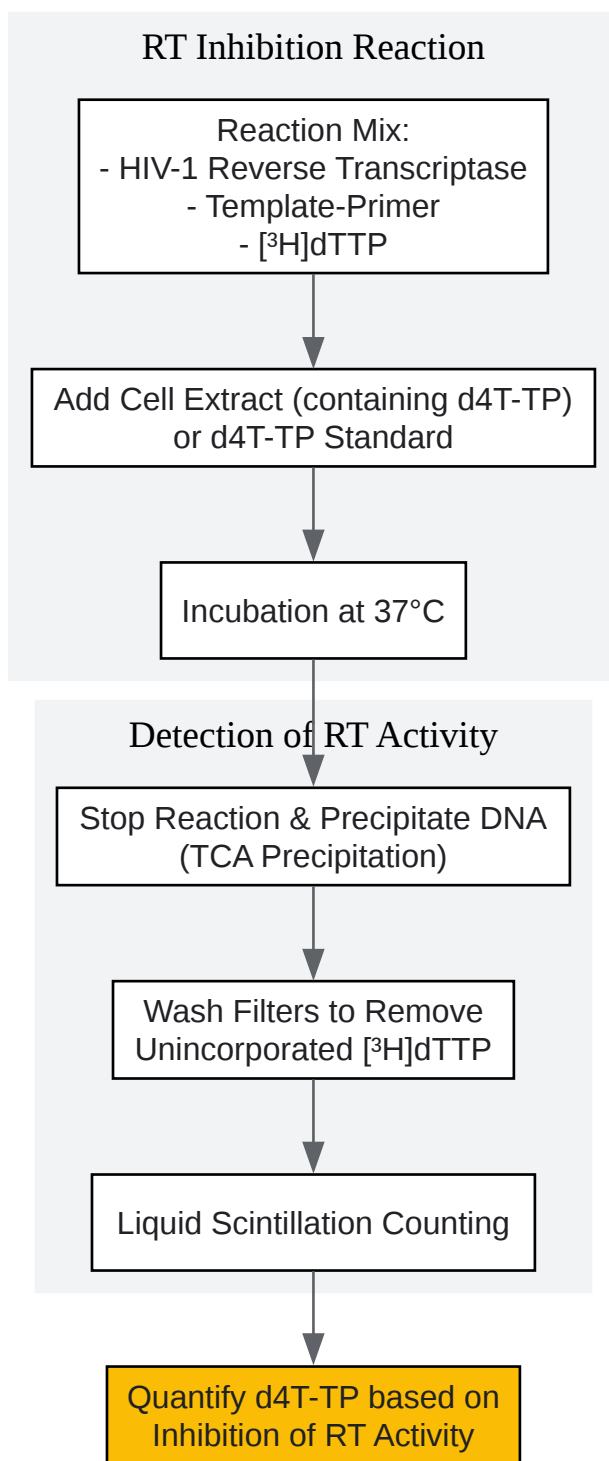 RT Inhibition Reaction
Reaction Mix:
- HIV-1 Reverse Transcriptase
- Template-Primer
- [³H]dTTP
Add Cell Extract (containing d4T-TP)
or d4T-TP Standard
Incubation at 37°C
Detection of RT Activity
Stop Reaction & Precipitate DNA
(TCA Precipitation)
Wash Filters to Remove
Unincorporated [³H]dTTP
Liquid Scintillation Counting
Quantify d4T-TP based on
Inhibition of RT Activity